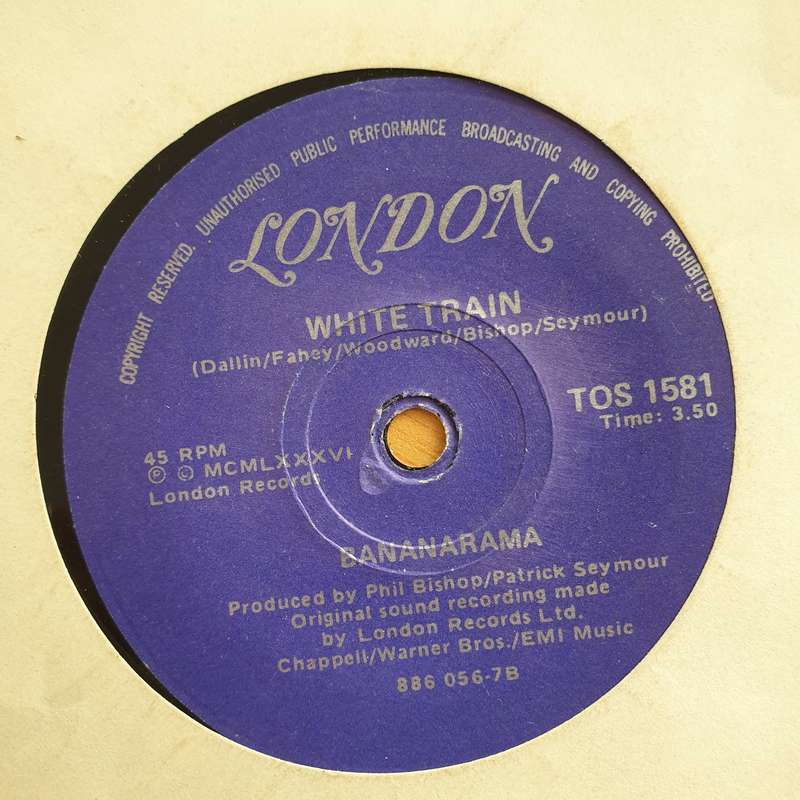 COPYRIGHT RESERVED. UNAUTHORISED PUBLIC PERFORMANCE BROADCASTING AND COPYING PROHIBITED
LONDON
WHITE TRAIN
(Dallin/Fahey/Woodward/Bishop/Seymour)
TOS 1581
Time: 3.50
45 RPM
℗ © MCMLXXXVI
London Records
BANANARAMA
Produced by Phil Bishop/Patrick Seymour
Original sound recording made
by London Records Ltd.
Chappell/Warner Bros./EMI Music
886 056-7B